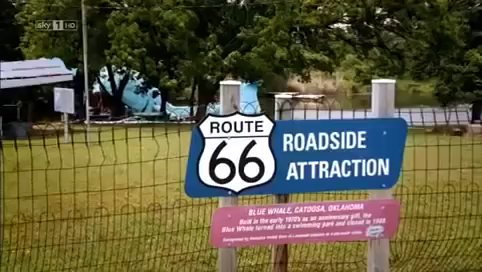 sky 1 HD
ROUTE
66
ROADSIDE
ATTRACTION
BLUE WHALE, CATOOSA, OKLAHOMA
Built in the early 1970's as an anniversary gift, the
Blue Whale turned into a swimming park and closed in 1988.